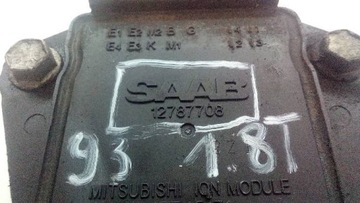 E1 E2 M2 B G
E4 E3 K M1
SAAB
12787708
93 1.8T
MITSUBISHI IGN MODULE